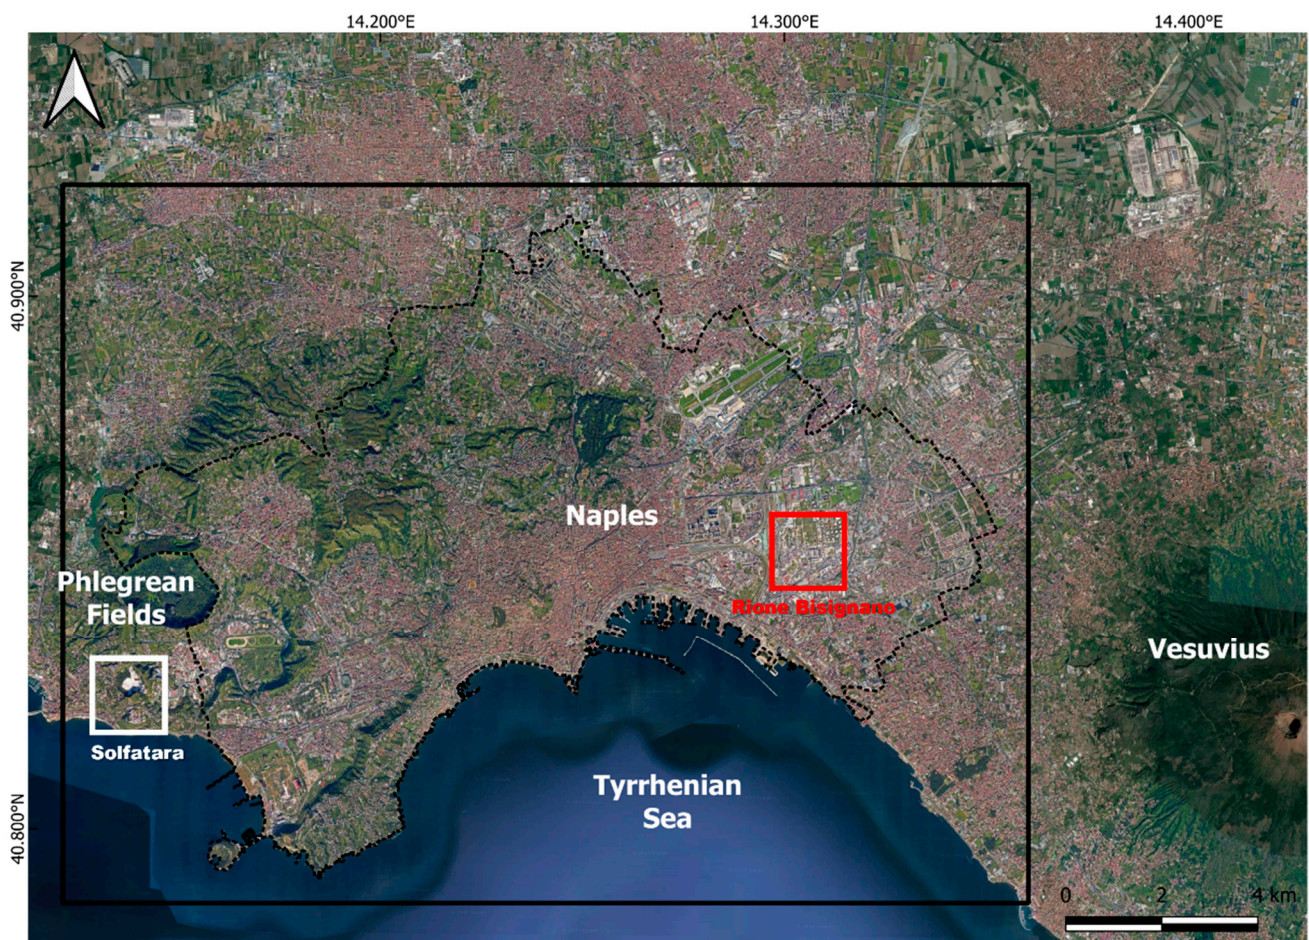 14.200°E
14.300°E
14.400°E
40.900°N
Naples
Phlegrean
Fields
Rione Bisignano
Vesuvius
Solfatara
Tyrrhenian
Sea
40.800°N
0
2
4 km